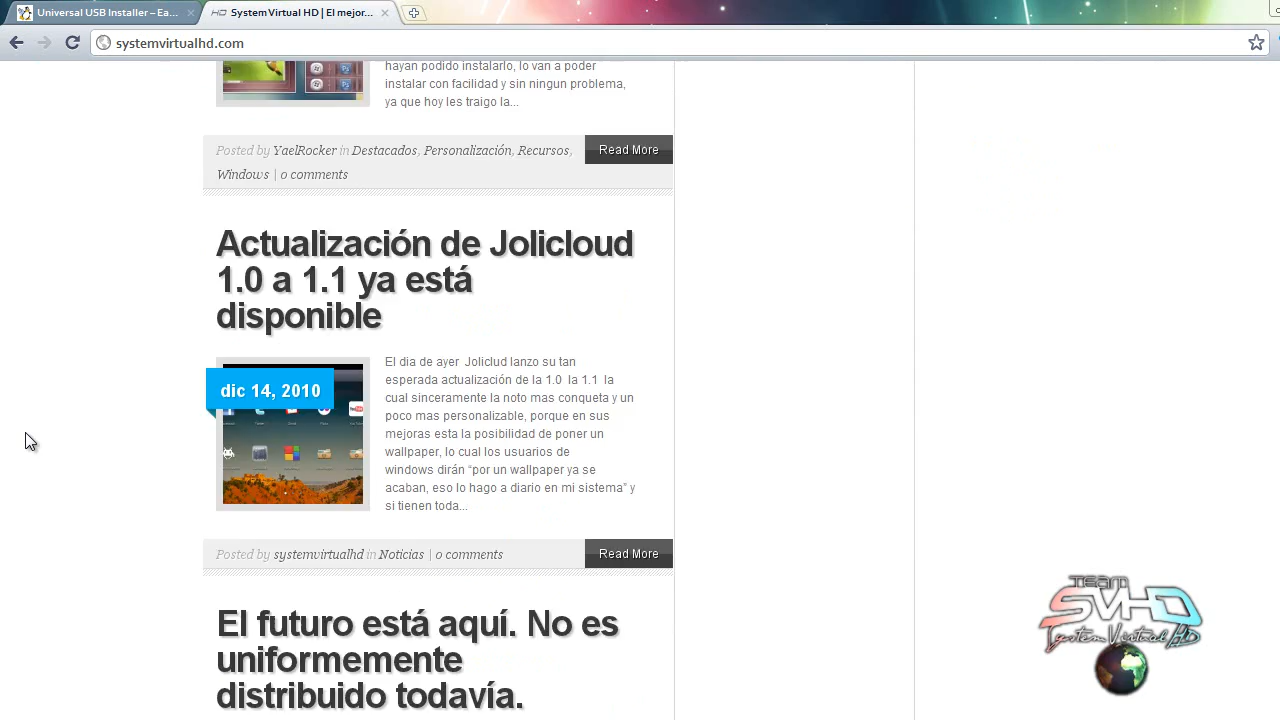 Universal USB Installer – Ea...
System Virtual HD | El mejor...
systemvirtualhd.com
hayan podido instalarlo, lo van a poder
instalar con facilidad y sin ningun problema,
ya que hoy les traigo la...
Posted by YaelRocker in Destacados, Personalización, Recursos,
Windows | 0 comments
Read More
Actualización de Jolicloud
1.0 a 1.1 ya está
disponible
dic 14, 2010
El dia de ayer Joliclud lanzo su tan
esperada actualización de la 1.0 la 1.1 la
cual sinceramente la noto mas conqueta y un
poco mas personalizable, porque en sus
mejoras esta la posibilidad de poner un
wallpaper, lo cual los usuarios de
windows dirán “por un wallpaper ya se
acaban, eso lo hago a diario en mi sistema” y
si tienen toda...
Posted by systemvirtualhd in Noticias | 0 comments
Read More
El futuro está aquí. No es
uniformemente
distribuido todavía.
TEAM
SVHD
System Virtual Hd